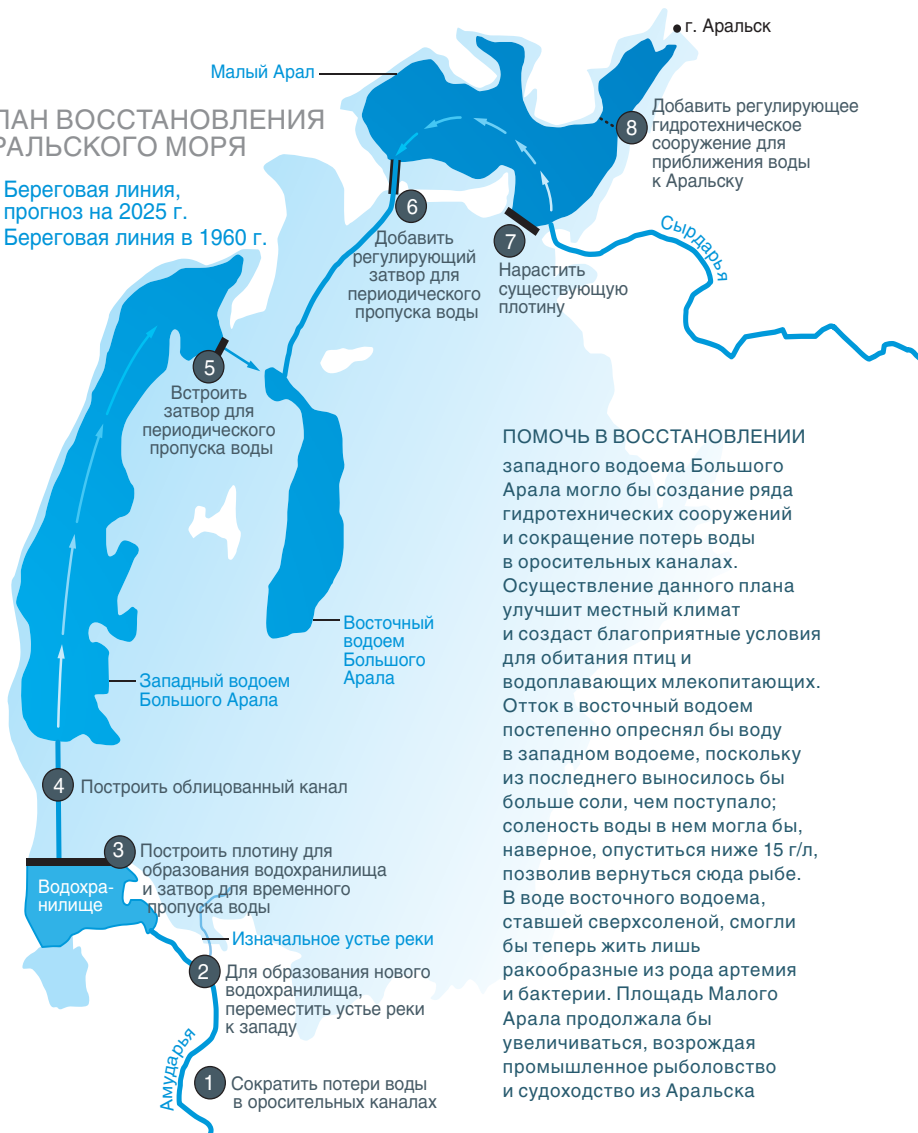 г. Аральск
Малый Арал
ЛАН ВОССТАНОВЛЕНИЯ
РАЛЬСКОГО МОРЯ
Береговая линия,
прогноз на 2025 г.
Береговая линия в 1960 г.
8
Добавить регулирующее
гидротехническое
сооружение для
приближения воды
к Аральску
6
Добавить
регулирующий
затвор для
периодического
пропуска воды
7
Нарастить
существующую
плотину
Сырдарья
5
Встроить
затвор для
периодического
пропуска воды
Восточный
водоем
Большого
Арала
Западный водоем
Большого Арала
4
Построить облицованный канал
3
Построить плотину для
образования водохранилища
и затвор для временного
пропуска воды
Водохра-
нилище
Изначальное устье реки
2
Для образования нового
водохранилища,
переместить устье реки
к западу
Амударья
1
Сократить потери воды
в оросительных каналах
ПОМОЧЬ В ВОССТАНОВЛЕНИИ
западного водоема Большого
Арала могло бы создание ряда
гидротехнических сооружений
и сокращение потерь воды
в оросительных каналах.
Осуществление данного плана
улучшит местный климат
и создаст благоприятные условия
для обитания птиц и
водоплавающих млекопитающих.
Отток в восточный водоем
постепенно опреснял бы воду
в западном водоеме, поскольку
из последнего выносилось бы
больше соли, чем поступало;
соленость воды в нем могла бы,
наверное, опуститься ниже 15 г/л,
позволив вернуться сюда рыбе.
В воде восточного водоема,
ставшей сверхсоленой, смогли
бы теперь жить лишь
ракообразные из рода артемия
и бактерии. Площадь Малого
Арала продолжала бы
увеличиваться, возрождая
промышленное рыболовство
и судоходство из Аральска